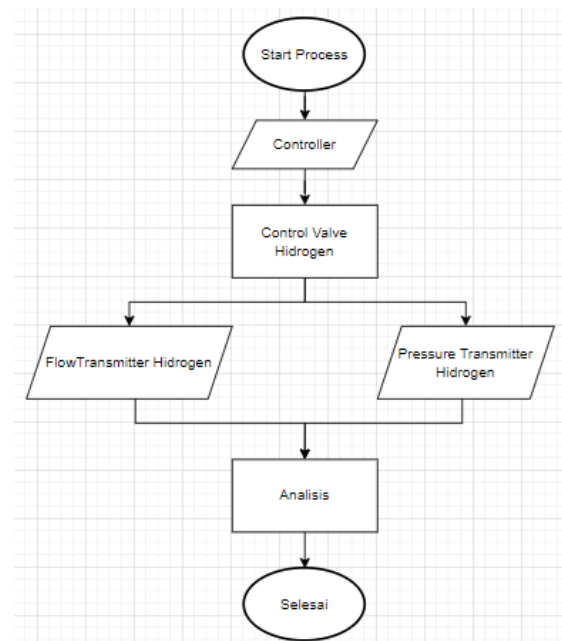 Start Process
Controller
Control Valve
Hidrogen
FlowTransmitter Hidrogen
Pressure Transmitter
Hidrogen
Analisis
Selesai